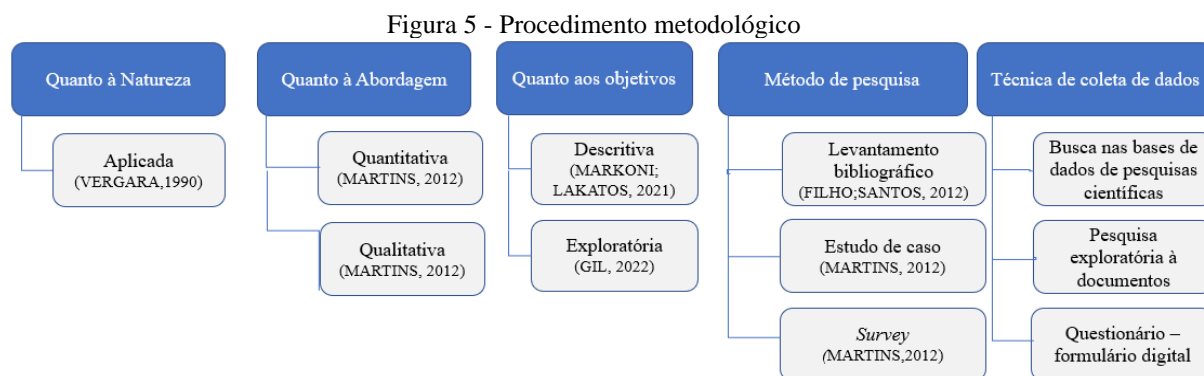 Figura 5 - Procedimento metodológico
Quanto à Natureza
Aplicada
(VERGARA,1990)
Quanto à Abordagem
Quantitativa
(MARTINS, 2012)
Qualitativa
(MARTINS, 2012)
Quanto aos objetivos
Descritiva
(MARKONI;
LAKATOS, 2021)
Exploratória
(GIL, 2022)
Método de pesquisa
Levantamento
bibliográfico
(FILHO;SANTOS, 2012)
Estudo de caso
(MARTINS, 2012)
Survey
(MARTINS,2012)
Técnica de coleta de dados
Busca nas bases de
dados de pesquisas
científicas
Pesquisa
exploratória à
documentos
Questionário –
formulário digital